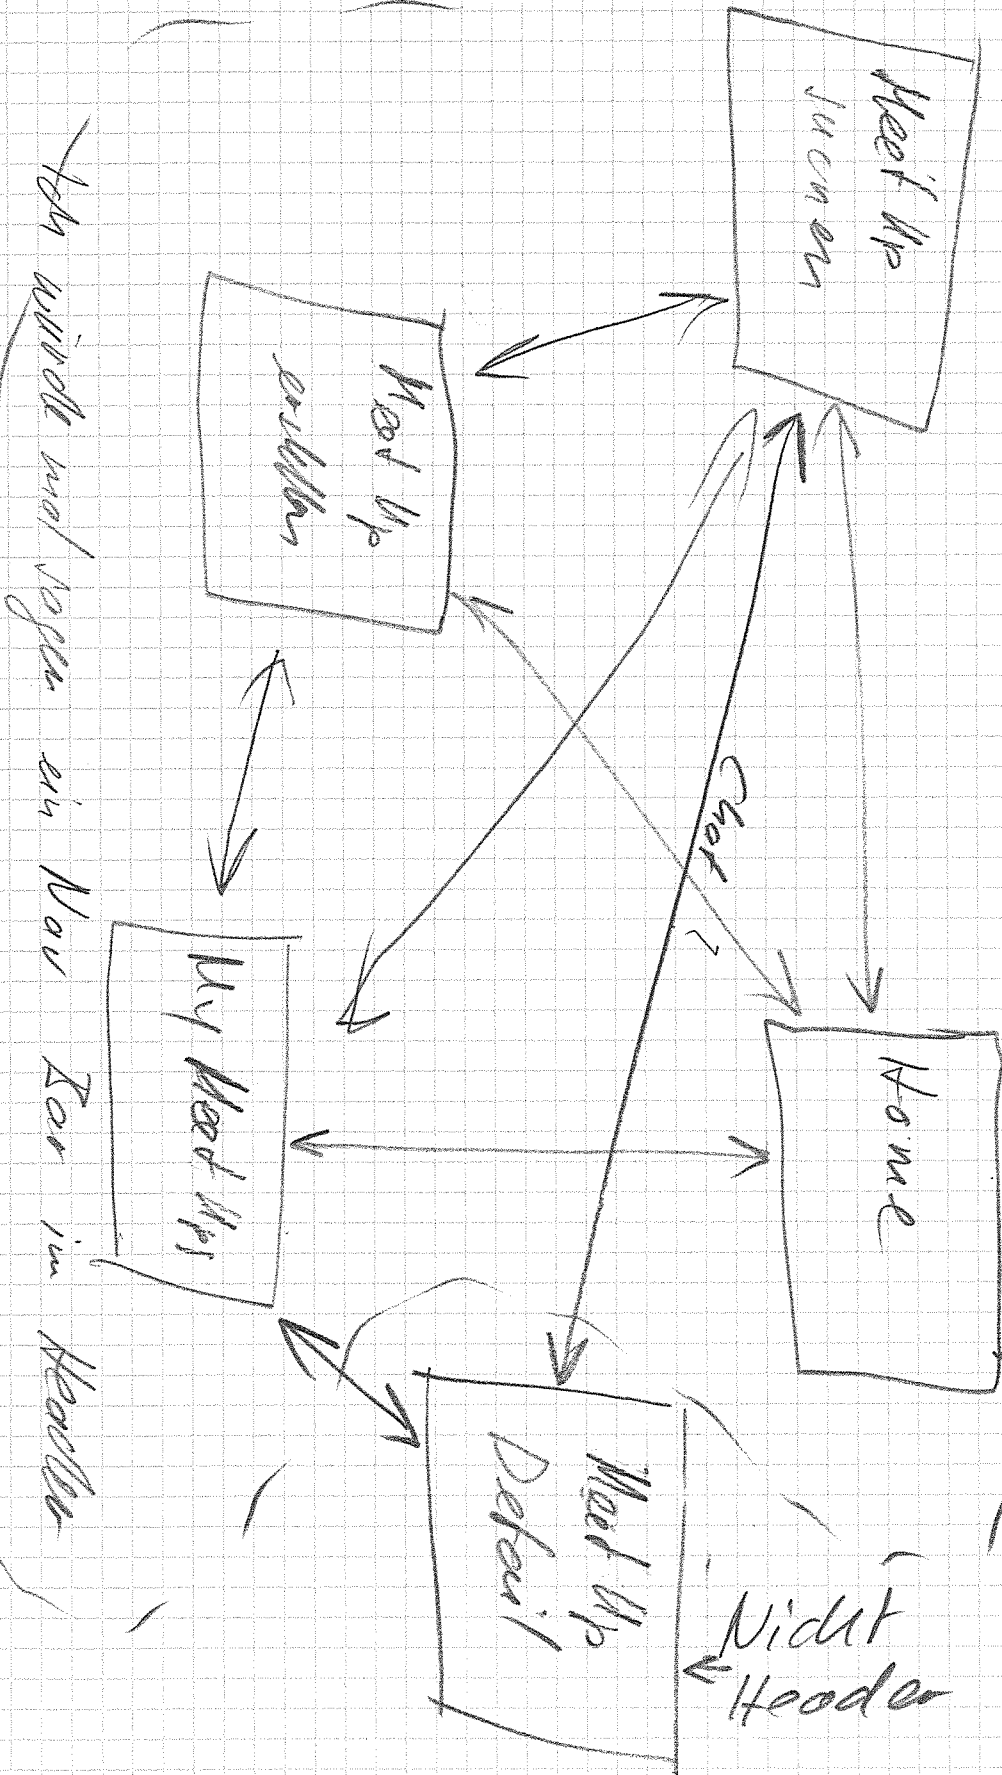 Meet Up
suchen
Meet Up
erstellen
Chat ?
Home
My Meet Ups
Meet Up
Detail
Nicht
Header
Ich würde mal sagen ein Nav Bar im Header